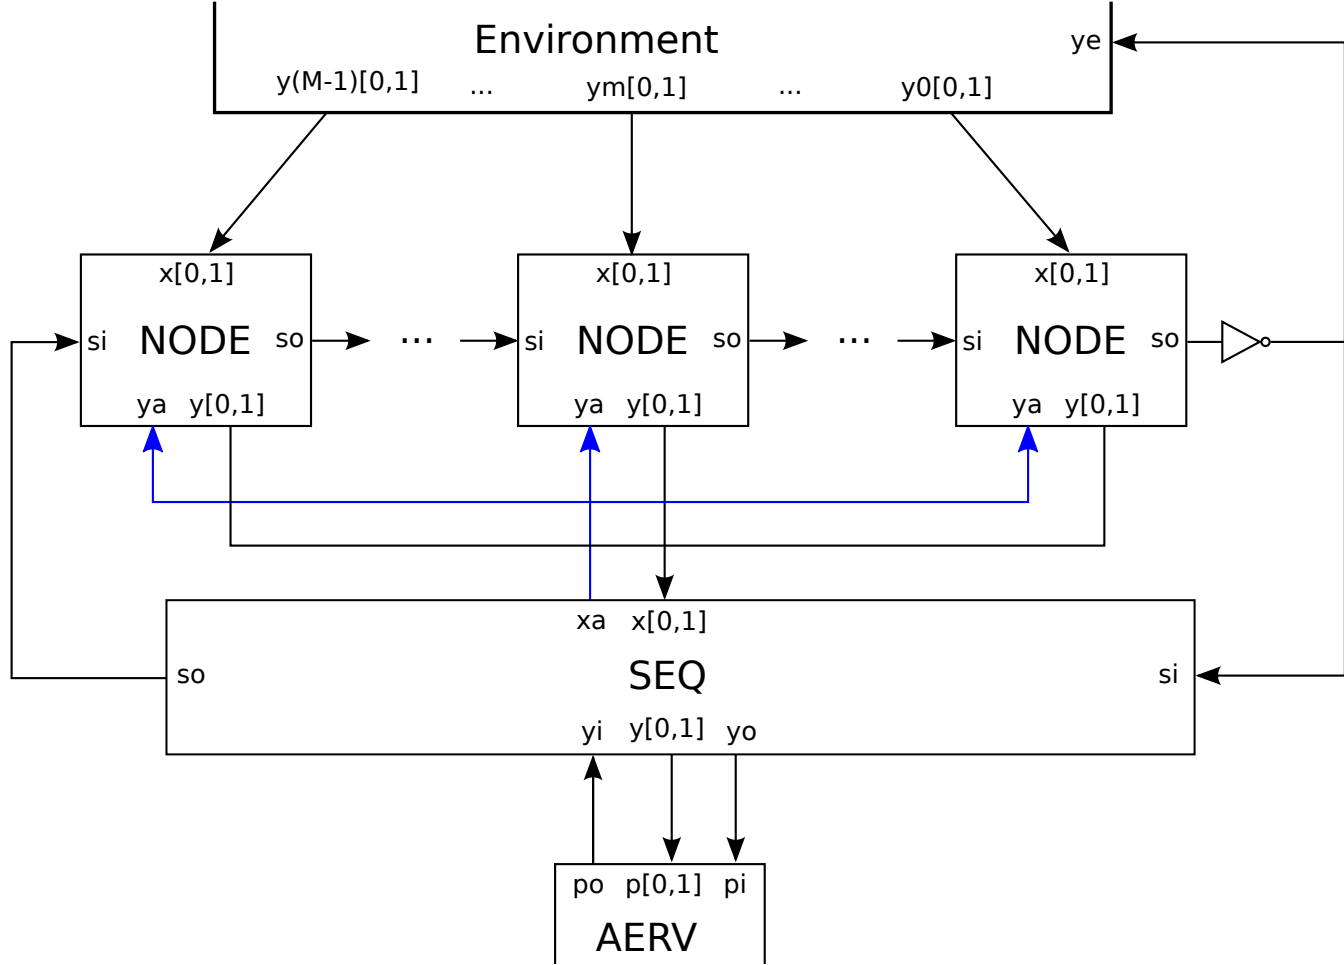 Environment
ye
y(M-1)[0,1] ... ym[0,1] ... y0[0,1]
x[0,1] x[0,1] x[0,1]
si NODE so ... si NODE so ... si NODE so
ya y[0,1] ya y[0,1] ya y[0,1]
xa x[0,1]
so SEQ si
yi y[0,1] yo
po p[0,1] pi
AERV